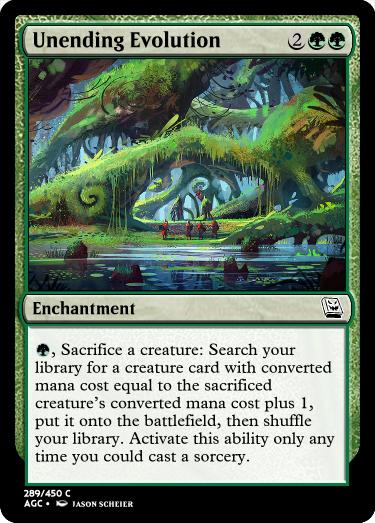 Unending Evolution 2
Enchantment
, Sacrifice a creature: Search your
library for a creature card with converted
mana cost equal to the sacrificed
creature's converted mana cost plus 1,
put it onto the battlefield, then shuffle
your library. Activate this ability only any
time you could cast a sorcery.
289/450 C
AGC • JASON SCHEIER